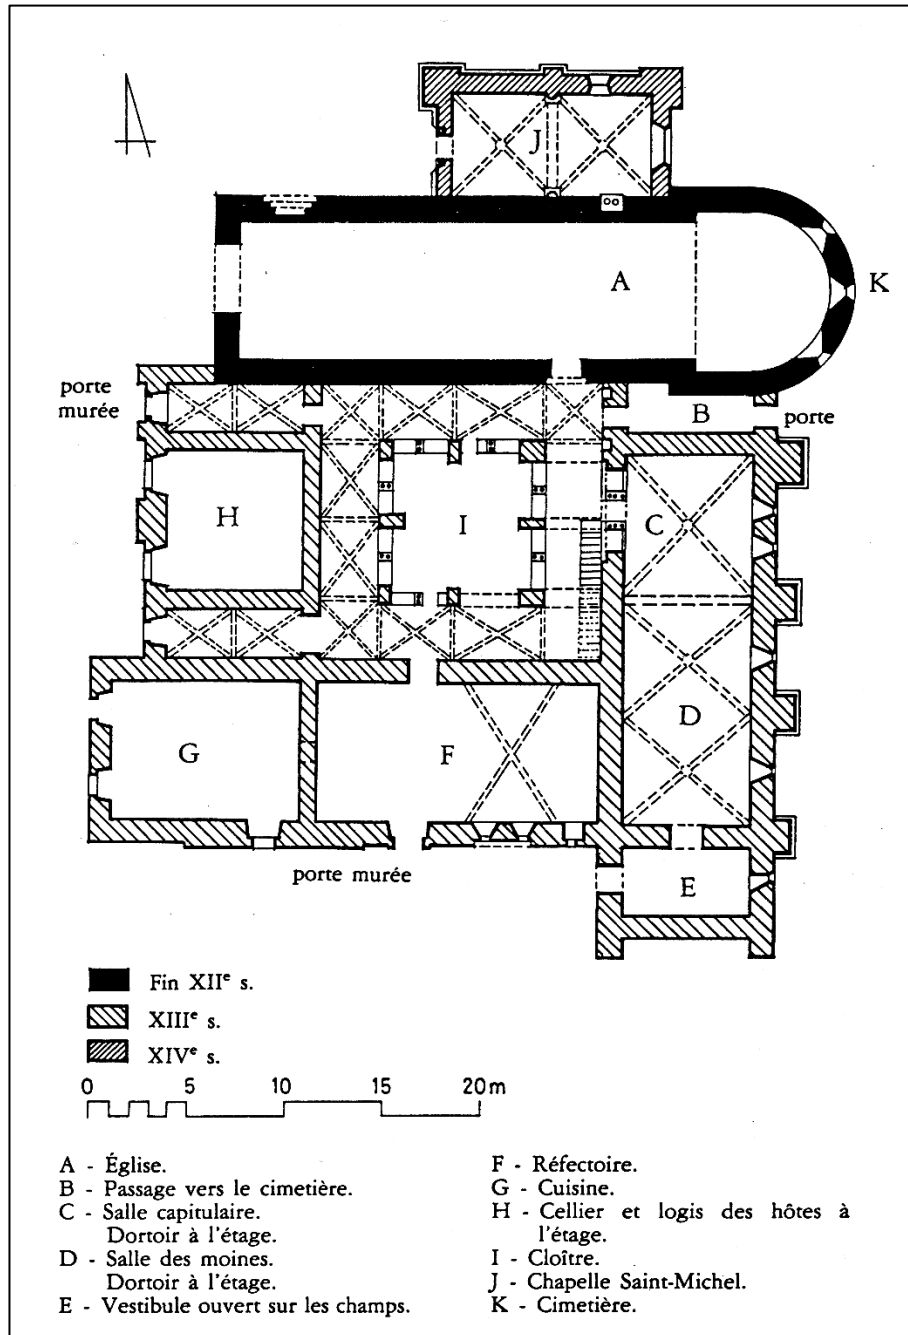 J
A
K
porte
murée
B
porte
H
I
C
G
F
D
E
porte murée
Fin XIIᵉ s.
XIIIᵉ s.
XIVᵉ s.
0 5 10 15 20 m
A - Église.
B - Passage vers le cimetière.
C - Salle capitulaire.
Dortoir à l'étage.
D - Salle des moines.
Dortoir à l'étage.
E - Vestibule ouvert sur les champs.
F - Réfectoire.
G - Cuisine.
H - Cellier et logis des hôtes à
l'étage.
I - Cloître.
J - Chapelle Saint-Michel.
K - Cimetière.